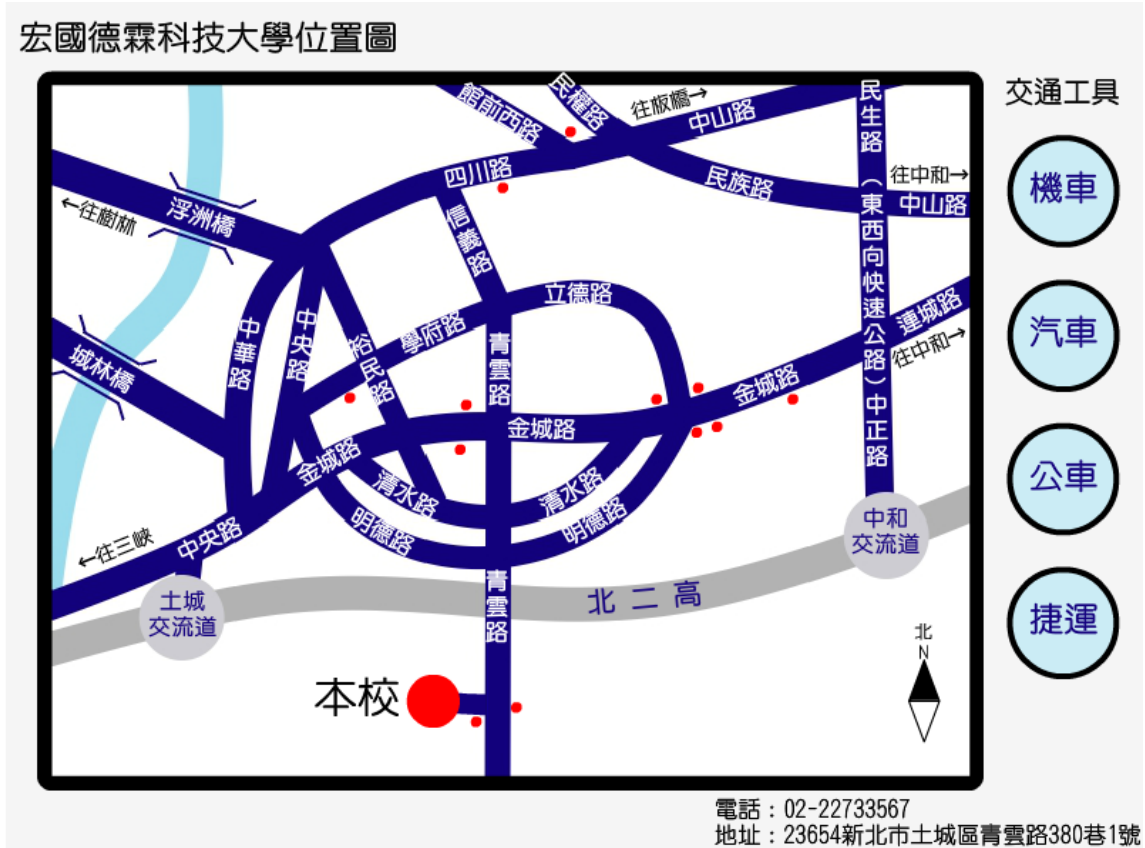 宏國德霖科技大學位置圖
交通工具
機車
汽車
公車
捷運
館前西路
民權路
往板橋→
中山路
民生路（東西向快速公路）中正路
四川路
民族路
往中和→
中山路
浮洲橋
←往樹林
信義路
立德路
學府路
中華路
中央路
裕民路
青雲路
連城路
往中和→
城林橋
金城路
金城路
金城路
清水路
清水路
明德路
明德路
中央路
←往三峽
中和
交流道
土城
交流道
北二高
青雲路
本校
北
N
電話：02-22733567
地址：23654新北市土城區青雲路380巷1號